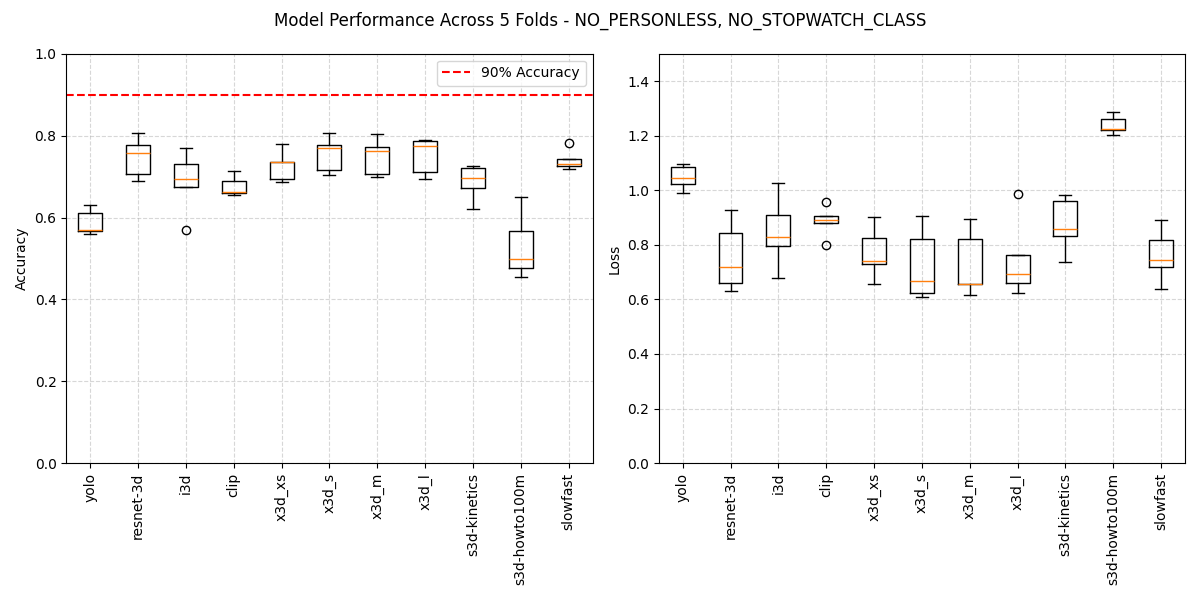 Model Performance Across 5 Folds - NO_PERSONLESS, NO_STOPWATCH_CLASS
Accuracy
1.0
0.8
0.6
0.4
0.2
0.0
90% Accuracy
yolo
resnet-3d
i3d
clip
x3d_xs
x3d_s
x3d_m
x3d_l
s3d-kinetics
s3d-howto100m
slowfast
Loss
1.4
1.2
1.0
0.8
0.6
0.4
0.2
0.0
yolo
resnet-3d
i3d
clip
x3d_xs
x3d_s
x3d_m
x3d_l
s3d-kinetics
s3d-howto100m
slowfast